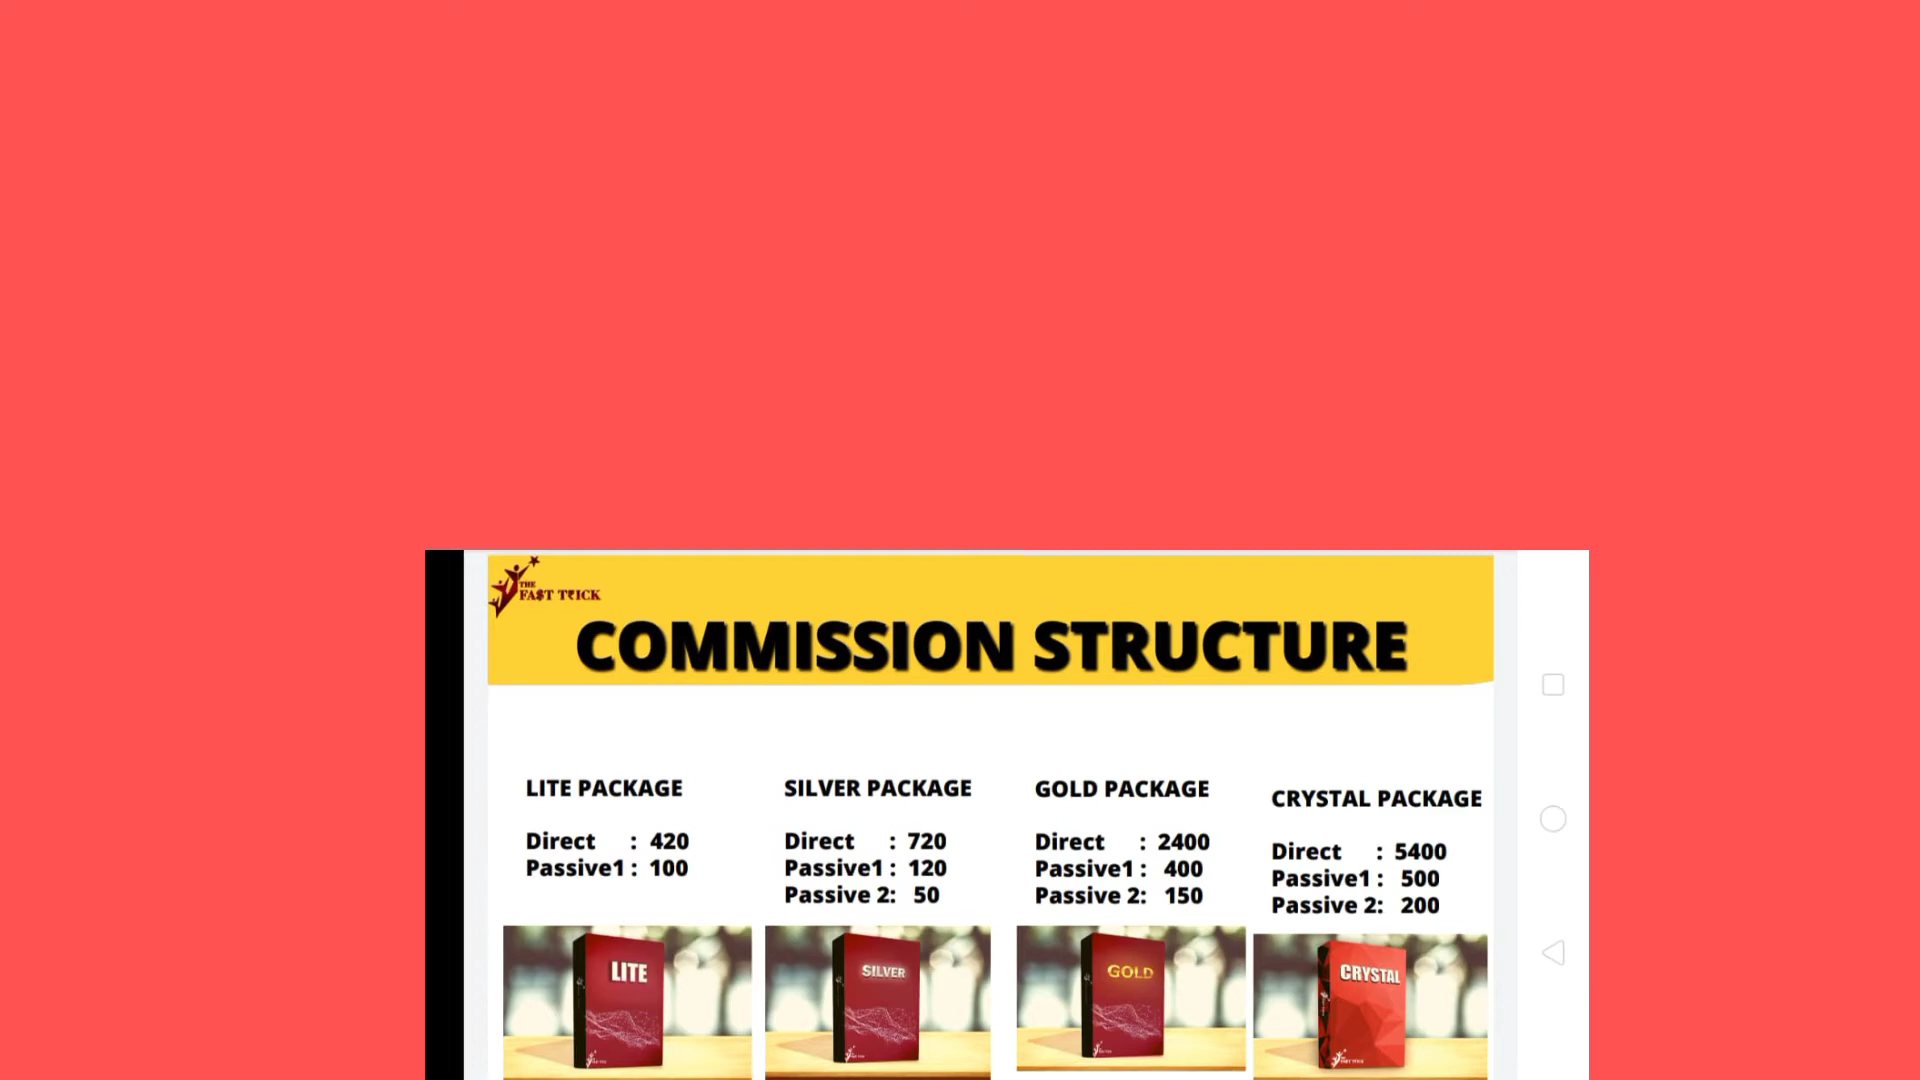 THE
FA$T T₹ICK
COMMISSION STRUCTURE
LITE PACKAGE
Direct : 420
Passive1 : 100
SILVER PACKAGE
Direct : 720
Passive1 : 120
Passive 2: 50
GOLD PACKAGE
Direct : 2400
Passive1 : 400
Passive 2: 150
CRYSTAL PACKAGE
Direct : 5400
Passive1 : 500
Passive 2: 200
LITE
SILVER
GOLD
CRYSTAL